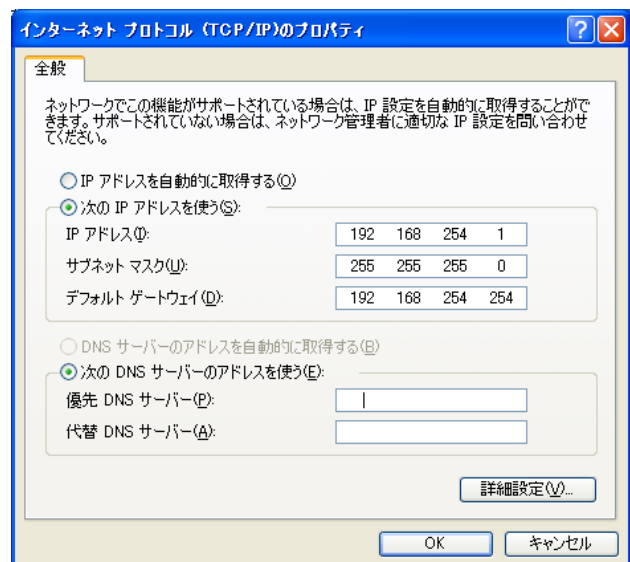 インターネット プロトコル (TCP/IP)のプロパティ
全般
ネットワークでこの機能がサポートされている場合は、IP 設定を自動的に取得することがで
きます。サポートされていない場合は、ネットワーク管理者に適切な IP 設定を問い合わせ
てください。
IP アドレスを自動的に取得する(O)
次の IP アドレスを使う(S):
IP アドレス(I): 192 168 254 1
サブネット マスク(U): 255 255 255 0
デフォルト ゲートウェイ(D): 192 168 254 254
DNS サーバーのアドレスを自動的に取得する(B)
次の DNS サーバーのアドレスを使う(E):
優先 DNS サーバー(P):
代替 DNS サーバー(A):
詳細設定(V)...
OK キャンセル